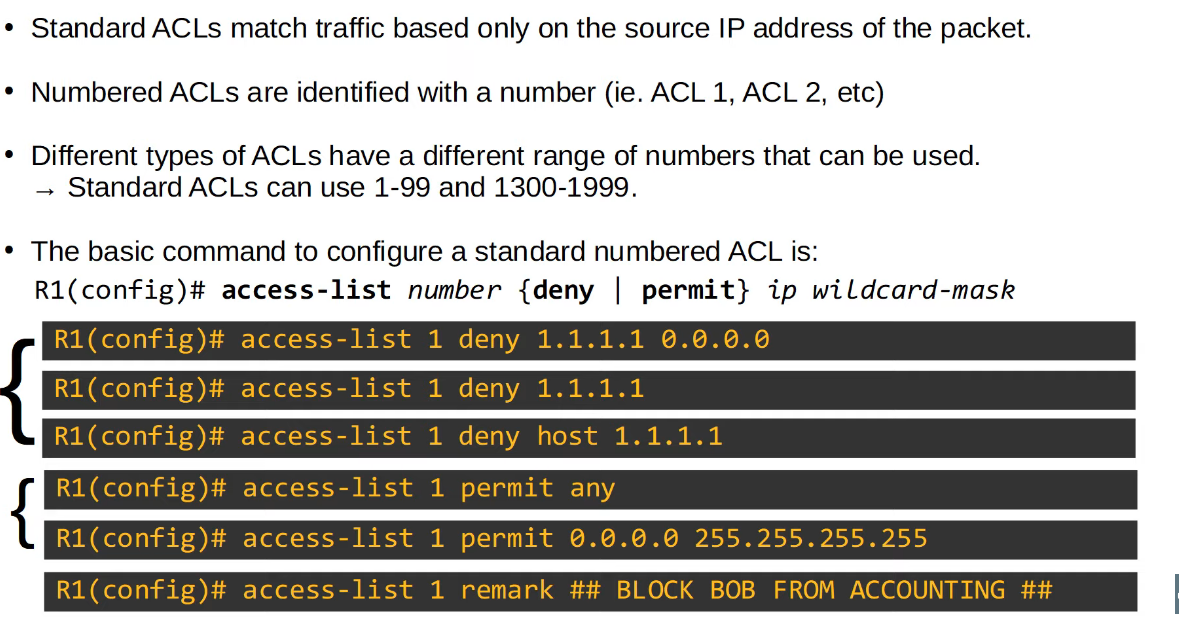 • Standard ACLs match traffic based only on the source IP address of the packet.
• Numbered ACLs are identified with a number (ie. ACL 1, ACL 2, etc)
• Different types of ACLs have a different range of numbers that can be used.
→ Standard ACLs can use 1-99 and 1300-1999.
• The basic command to configure a standard numbered ACL is:
R1(config)# access-list number {deny | permit} ip wildcard-mask
R1(config)# access-list 1 deny 1.1.1.1 0.0.0.0
R1(config)# access-list 1 deny 1.1.1.1
R1(config)# access-list 1 deny host 1.1.1.1
R1(config)# access-list 1 permit any
R1(config)# access-list 1 permit 0.0.0.0 255.255.255.255
R1(config)# access-list 1 remark ## BLOCK BOB FROM ACCOUNTING ##